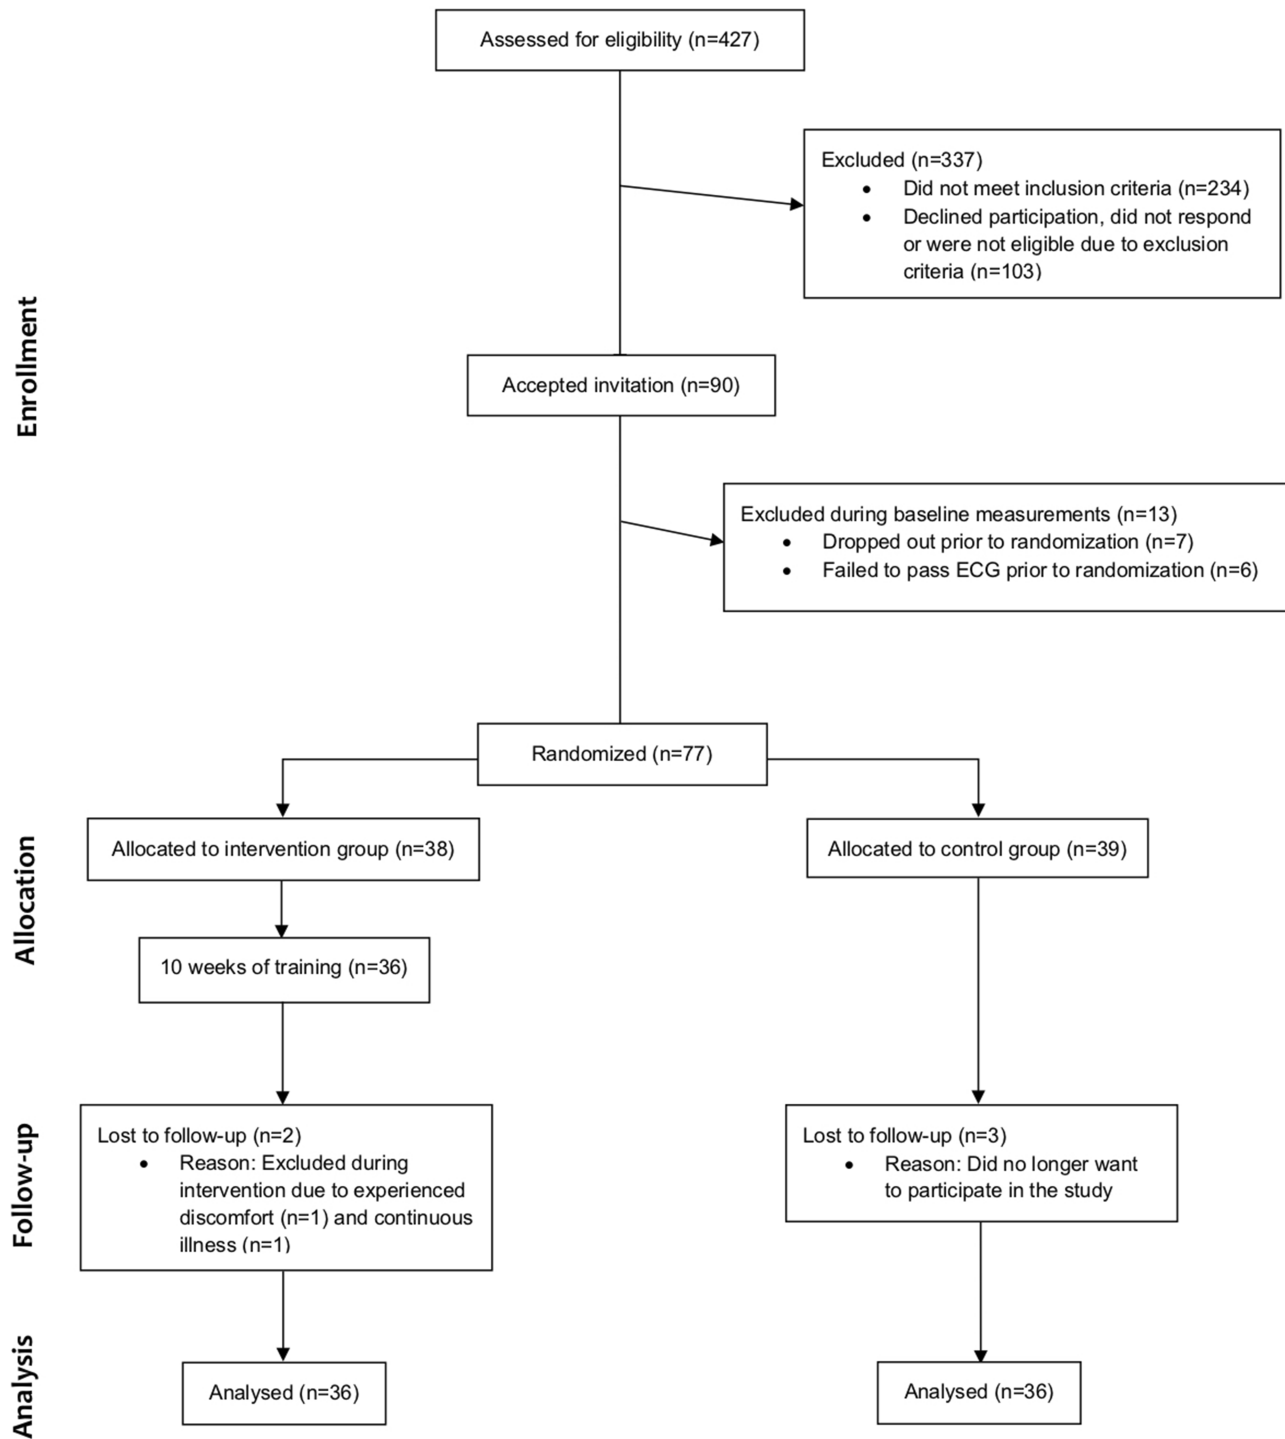 Assessed for eligibility (n=427)
Excluded (n=337)
• Did not meet inclusion criteria (n=234)
• Declined participation, did not respond
or were not eligible due to exclusion
criteria (n=103)
Enrollment
Accepted invitation (n=90)
Excluded during baseline measurements (n=13)
• Dropped out prior to randomization (n=7)
• Failed to pass ECG prior to randomization (n=6)
Randomized (n=77)
Allocation
Allocated to intervention group (n=38)
Allocated to control group (n=39)
10 weeks of training (n=36)
Follow-up
Lost to follow-up (n=2)
• Reason: Excluded during
intervention due to experienced
discomfort (n=1) and continuous
illness (n=1)
Lost to follow-up (n=3)
• Reason: Did no longer want
to participate in the study
Analysis
Analysed (n=36)
Analysed (n=36)